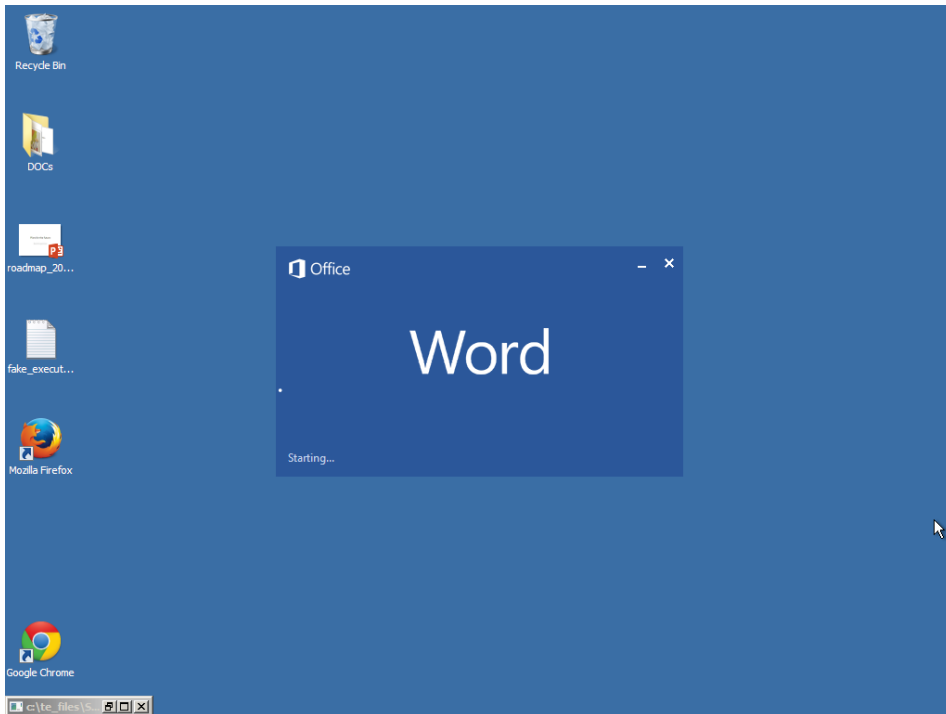 Recycle Bin
DOCs
roadmap_20...
fake_execut...
Mozilla Firefox
Google Chrome
Office
Word
Starting...
c:\te_files\S...